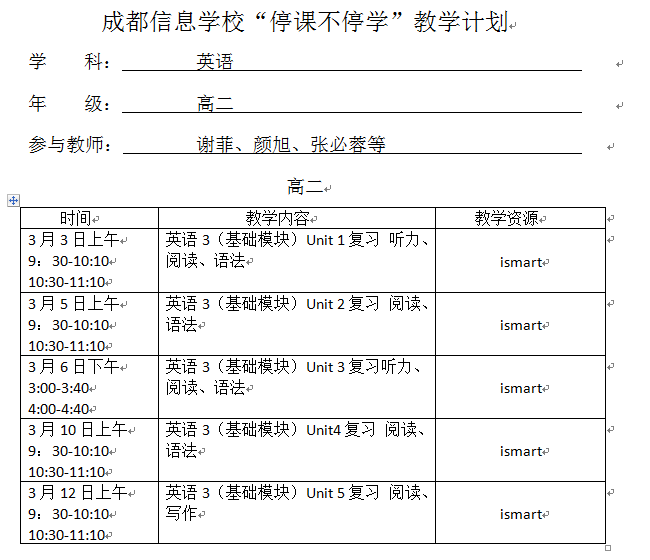 成都信息学校“停课不停学”教学计划
学 科： 英语
年 级： 高二
参与教师： 谢菲、颜旭、张必蓉等
高二
时间 教学内容 教学资源
3 月 3 日上午
9：30-10:10
10:30-11:10
英语 3（基础模块）Unit 1 复习 听力、
阅读、语法
ismart
3 月 5 日上午
9：30-10:10
10:30-11:10
英语 3（基础模块）Unit 2 复习 阅读、
语法
ismart
3 月 6 日下午
3:00-3:40
4:00-4:40
英语 3（基础模块）Unit 3 复习听力、
阅读、语法
ismart
3 月 10 日上午
9：30-10:10
10:30-11:10
英语 3（基础模块）Unit4 复习 阅读、
语法
ismart
3 月 12 日上午
9：30-10:10
10:30-11:10
英语 3（基础模块）Unit 5 复习 阅读、
写作
ismart